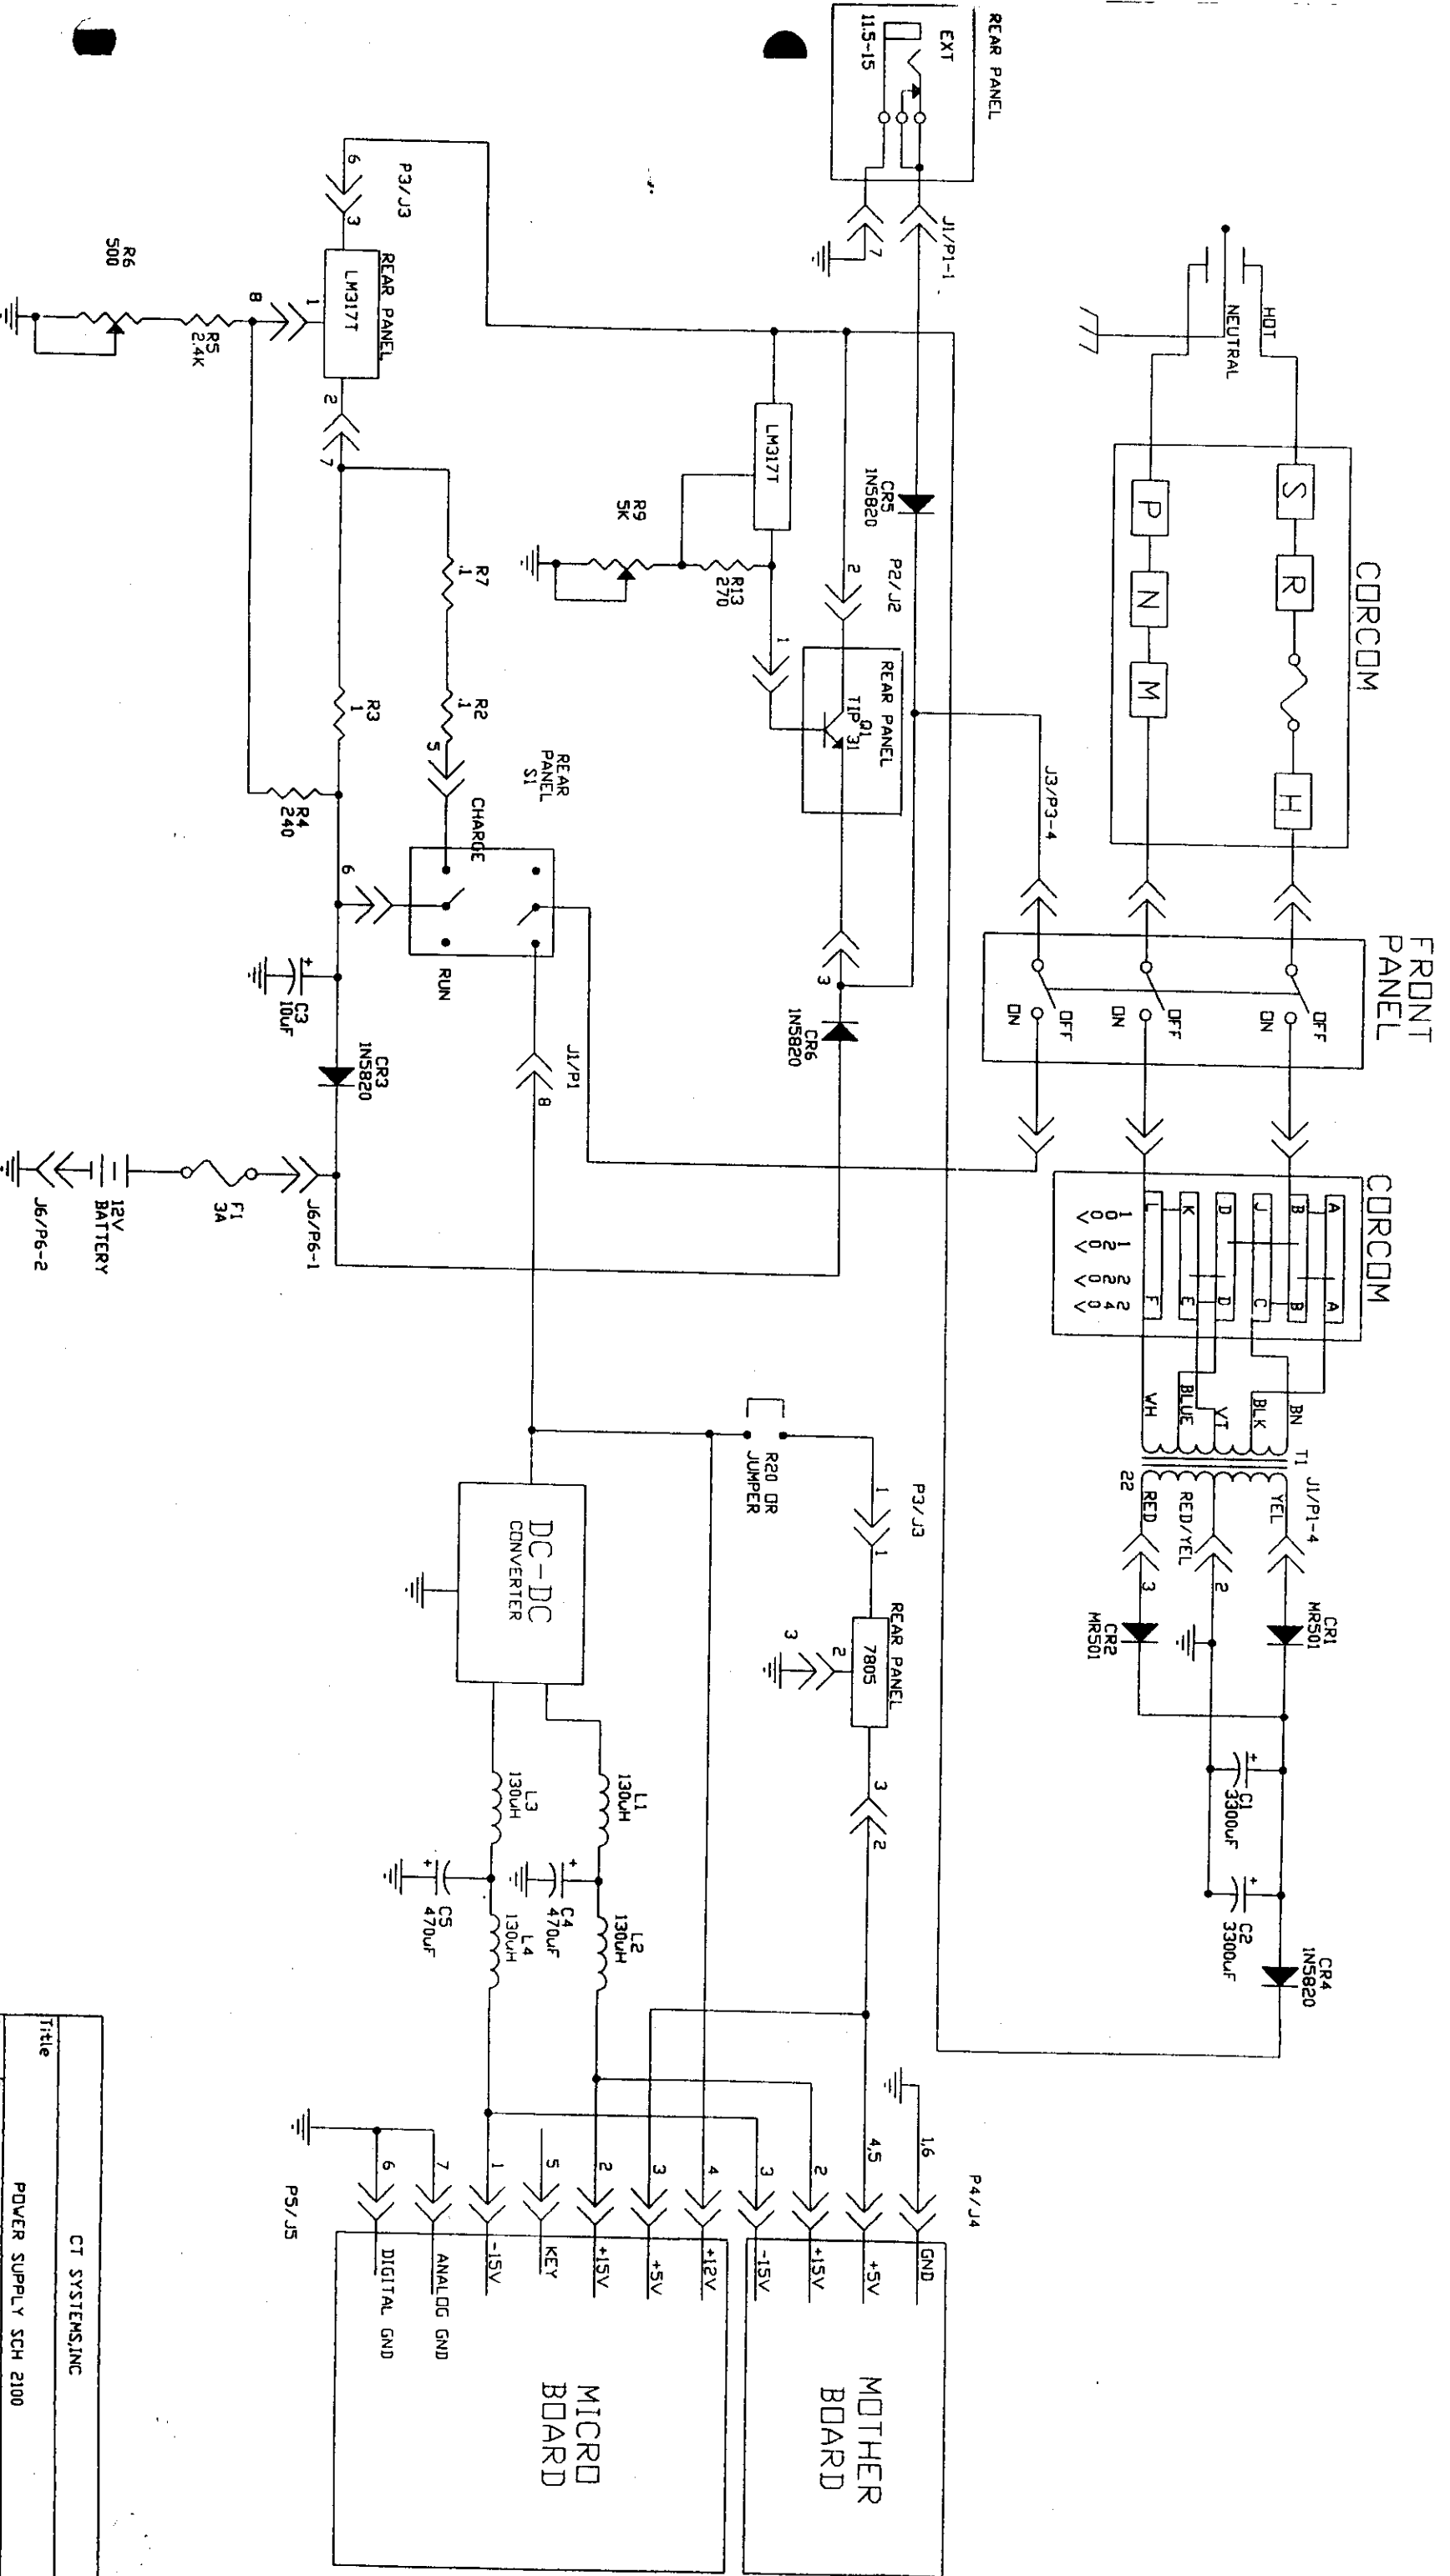 REAR PANEL
EXT
11.5-15
J1/P1-1
7
HOT
NEUTRAL
CORCOM
S
R
H
P
N
M
FRONT
PANEL
OFF
ON
OFF
ON
OFF
ON
J3/P3-4
CORCOM
A
B
J
D
K
L
A
B
C
D
E
F
100V
120V
220V
240V
BN
BLK
VT
BLUE
WH
T1
22
J1/P1-4
YEL
RED/YEL
RED
2
3
CR1
MR501
CR2
MR501
C1
3300uF
C2
3300uF
CR4
1N5820
CR5
1N5820
P2/J2
2
1
3
REAR PANEL
Q1
TIP 31
LM317T
R13
270
R9
5K
CR6
1N5820
P3/J3
6
3
REAR PANEL
LM317T
1
8
2
7
R6
500
R5
2.4K
R7
.1
R2
.1
5
R3
1
R4
240
REAR
PANEL
S1
CHARGE
RUN
6
C3
10uF
CR3
1N5820
J1/P1
8
J6/P6-1
F1
3A
12V
BATTERY
J6/P6-2
R20 OR
JUMPER
P3/J3
1
1
REAR PANEL
7805
2
3
3
2
DC-DC
CONVERTER
L1
130uH
L2
130uH
L3
130uH
L4
130uH
C4
470uF
C5
470uF
P4/J4
1,6
GND
4,5
+5V
2
+15V
3
-15V
MOTHER
BOARD
4
+12V
3
+5V
2
+15V
5
KEY
1
-15V
7
ANALOG GND
6
DIGITAL GND
P5/J5
MICRO
BOARD
CT SYSTEMS,INC
Title
POWER SUPPLY SCH 2100